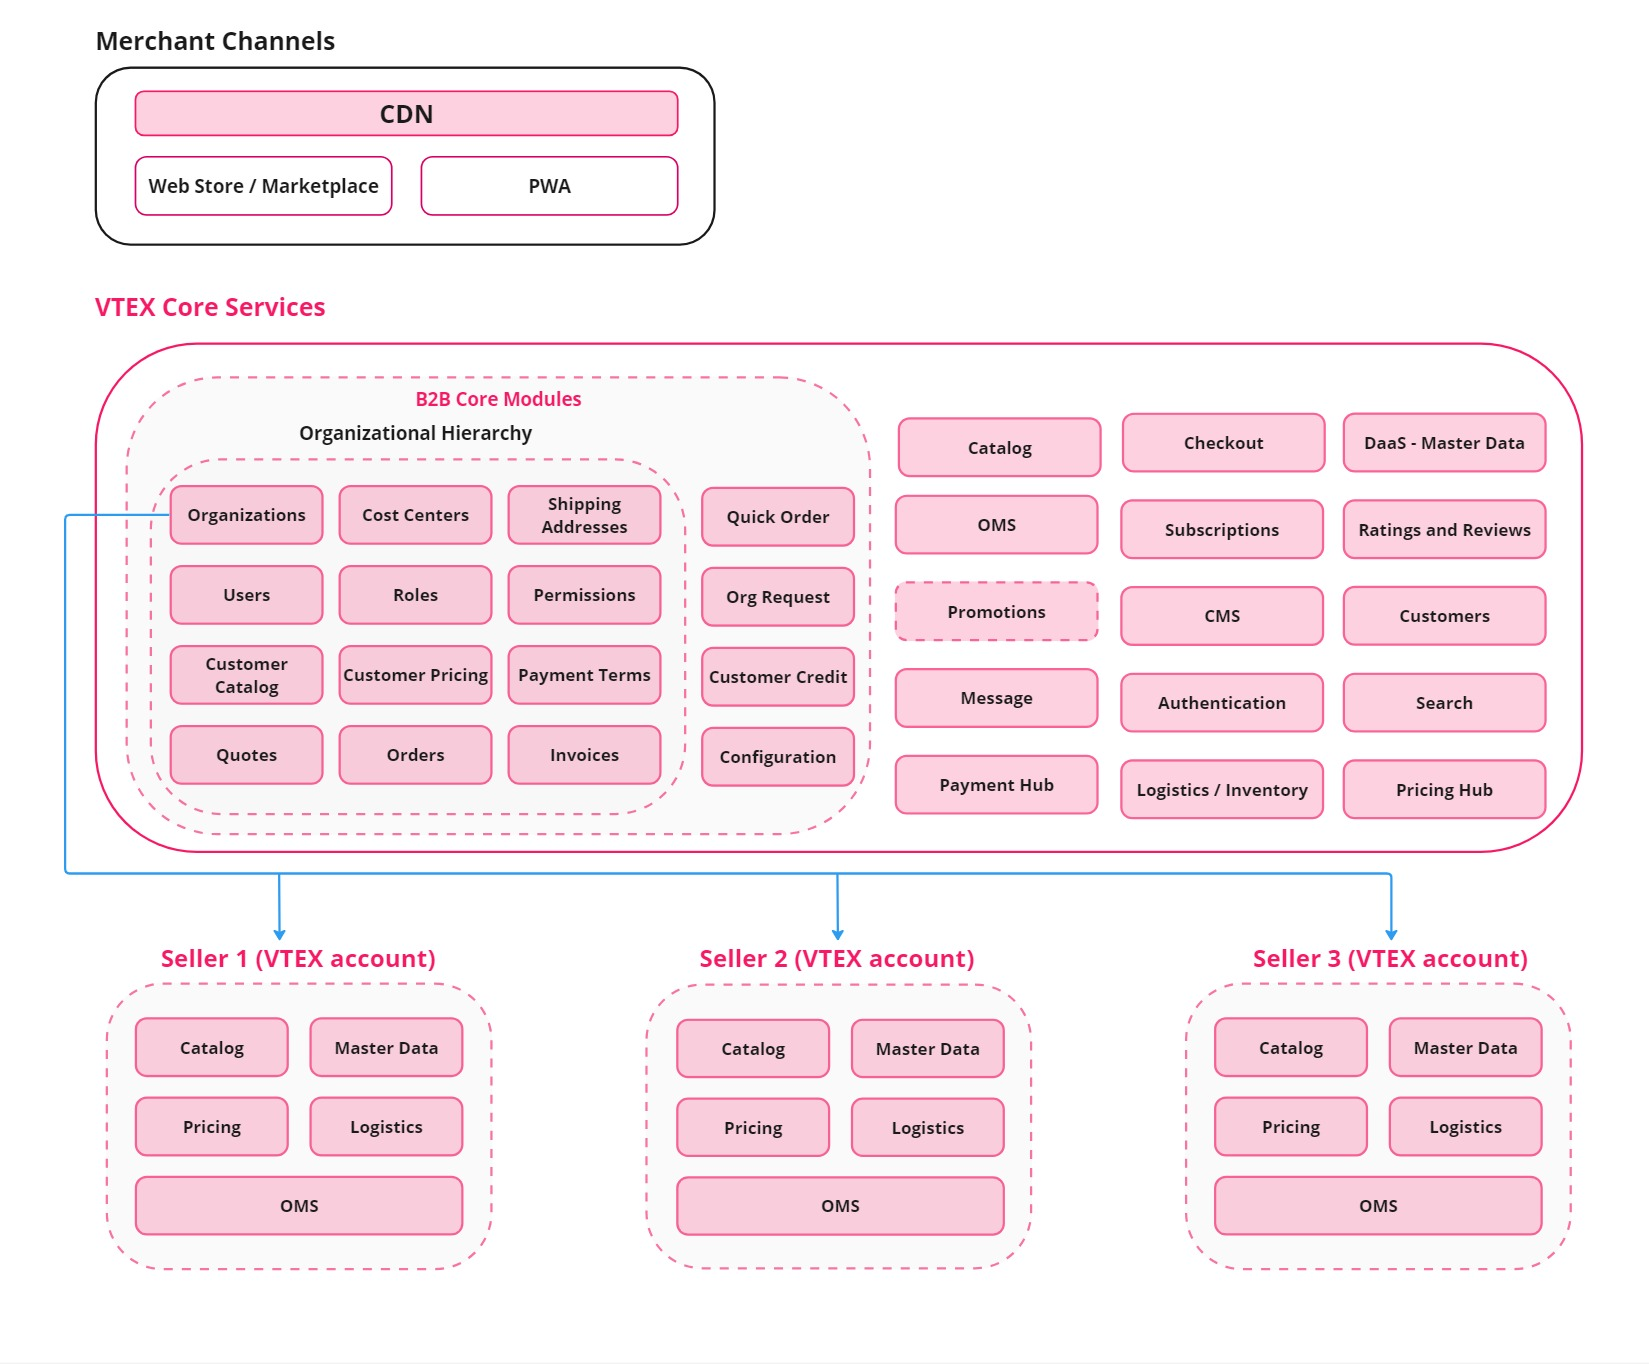 Merchant Channels
CDN
Web Store / Marketplace
PWA
VTEX Core Services
B2B Core Modules
Organizational Hierarchy
Organizations
Cost Centers
Shipping
Addresses
Quick Order
Users
Roles
Permissions
Org Request
Customer
Catalog
Customer Pricing
Payment Terms
Customer Credit
Quotes
Orders
Invoices
Configuration
Catalog
Checkout
DaaS - Master Data
OMS
Subscriptions
Ratings and Reviews
Promotions
CMS
Customers
Message
Authentication
Search
Payment Hub
Logistics / Inventory
Pricing Hub
Seller 1 (VTEX account)
Catalog
Master Data
Pricing
Logistics
OMS
Seller 2 (VTEX account)
Catalog
Master Data
Pricing
Logistics
OMS
Seller 3 (VTEX account)
Catalog
Master Data
Pricing
Logistics
OMS